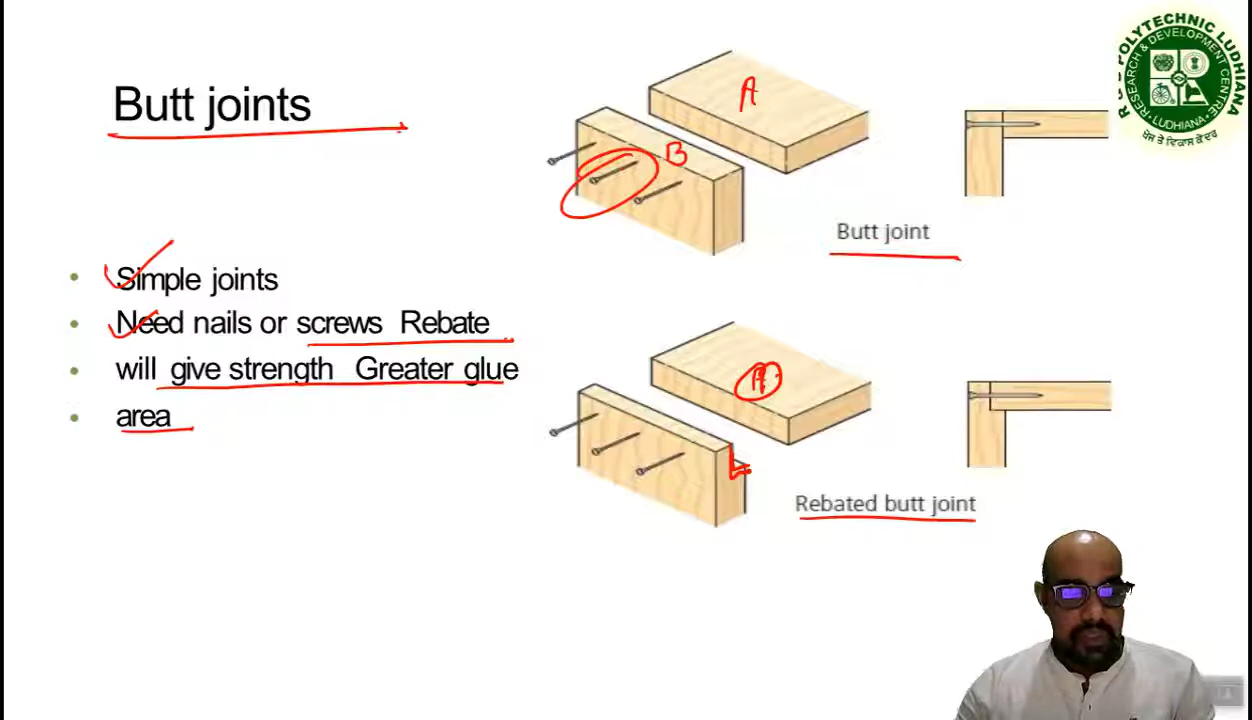 Butt joints
A
B
Butt joint
• Simple joints
• Need nails or screws Rebate
• will give strength Greater glue
• area
A
Rebated butt joint
POLYTECHNIC LUDHIANA
RESEARCH & DEVELOPMENT CENTRE
• LUDHIANA •